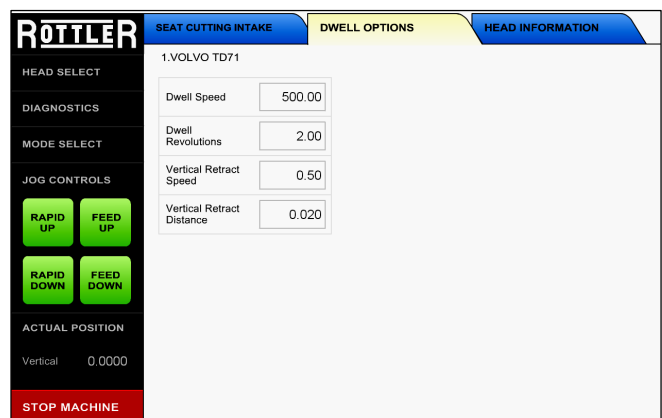 ROTTLER
SEAT CUTTING INTAKE
DWELL OPTIONS
HEAD INFORMATION
1.VOLVO TD71
HEAD SELECT
DIAGNOSTICS
MODE SELECT
JOG CONTROLS
RAPID
UP
FEED
UP
RAPID
DOWN
FEED
DOWN
ACTUAL POSITION
Vertical 0.0000
STOP MACHINE
Dwell Speed 500.00
Dwell
Revolutions 2.00
Vertical Retract
Speed 0.50
Vertical Retract
Distance 0.020